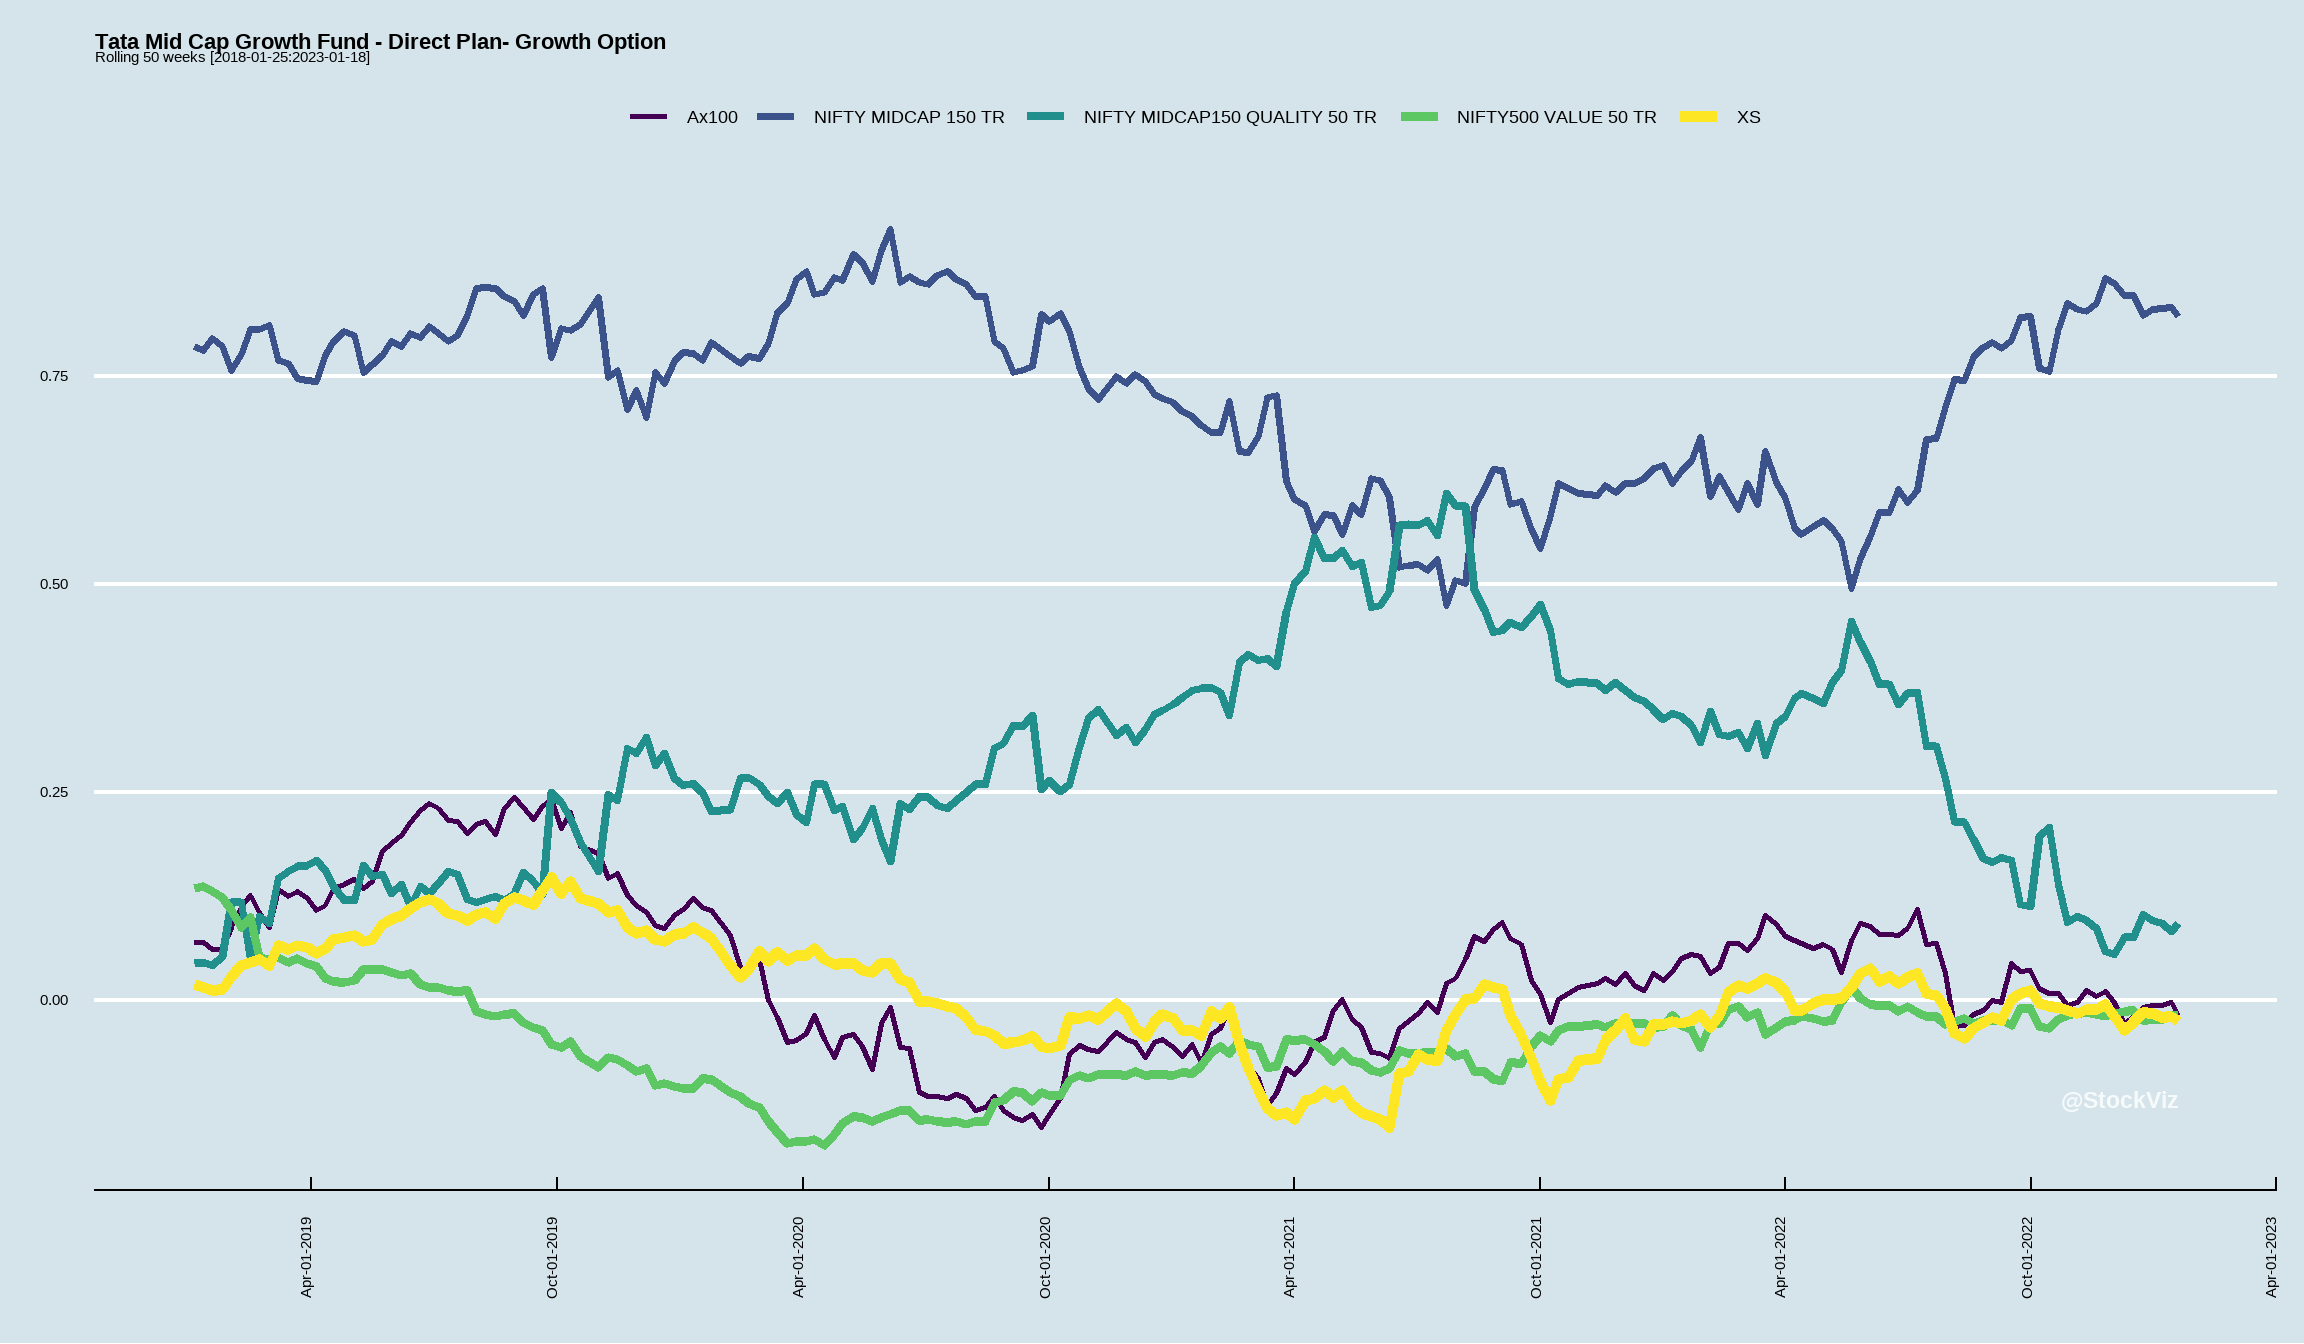 Tata Mid Cap Growth Fund - Direct Plan- Growth Option
Rolling 50 weeks [2018-01-25:2023-01-18]
Ax100 NIFTY MIDCAP 150 TR NIFTY MIDCAP150 QUALITY 50 TR NIFTY500 VALUE 50 TR XS
0.75
0.50
0.25
0.00
@StockViz
Apr-01-2019
Oct-01-2019
Apr-01-2020
Oct-01-2020
Apr-01-2021
Oct-01-2021
Apr-01-2022
Oct-01-2022
Apr-01-2023